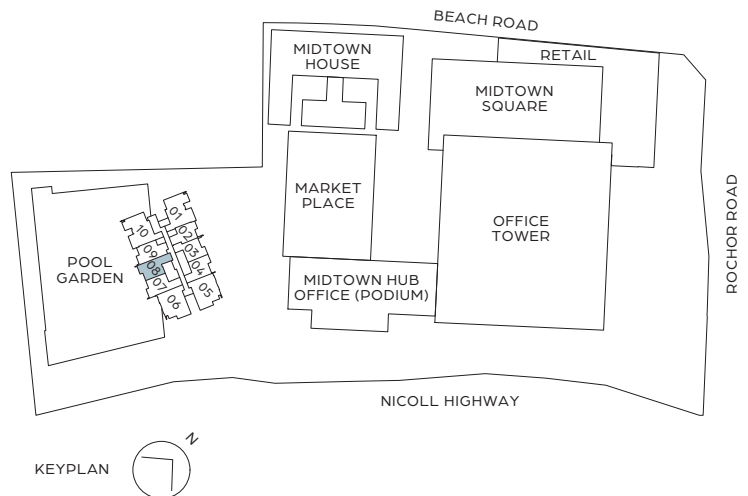 BEACH ROAD
MIDTOWN
HOUSE
RETAIL
MIDTOWN
SQUARE
MARKET
PLACE
OFFICE
TOWER
ROCHOR ROAD
01
02
03
04
05
10
09
08
07
06
POOL
GARDEN
MIDTOWN HUB
OFFICE (PODIUM)
NICOLL HIGHWAY
N
KEYPLAN